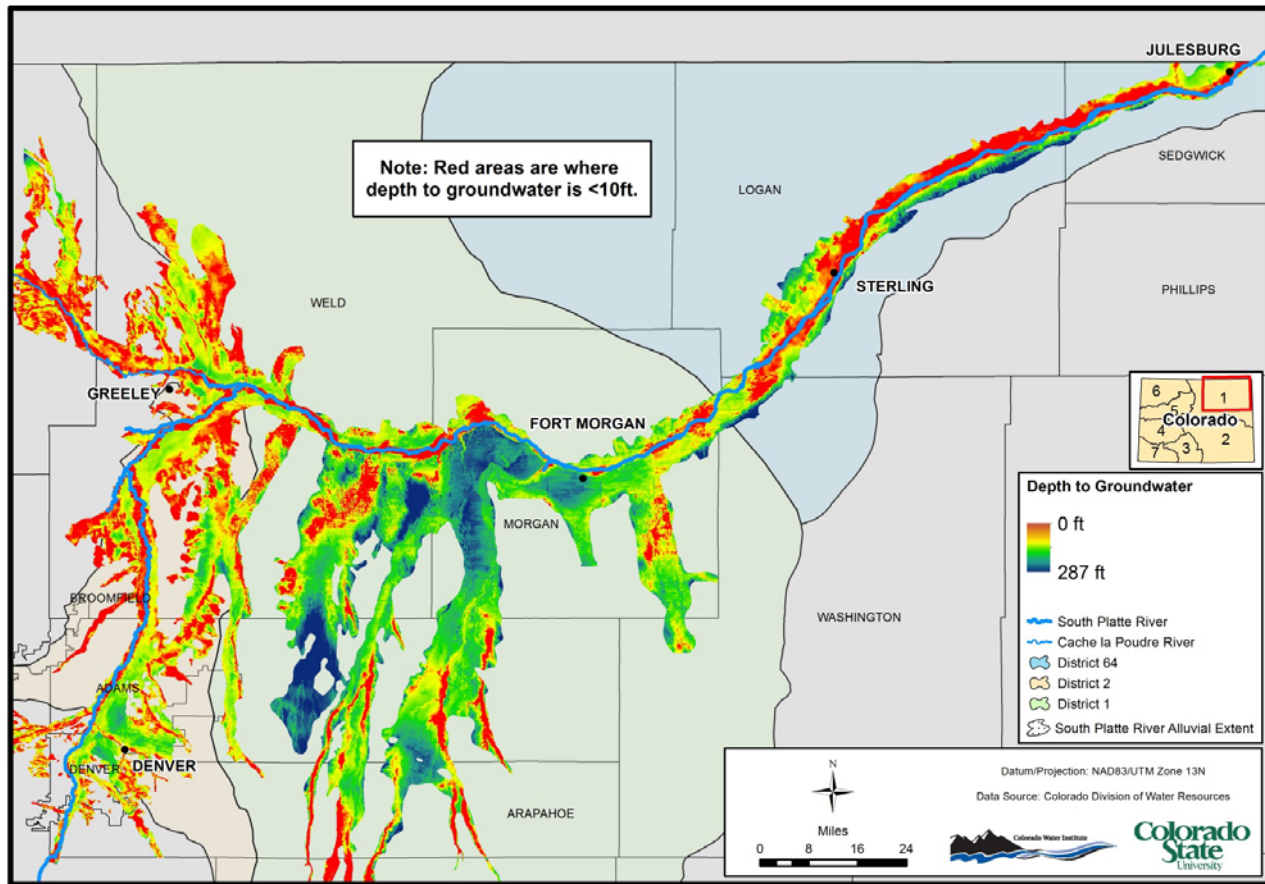 JULESBURG
SEDGWICK
Note: Red areas are where
depth to groundwater is <10ft.
LOGAN
STERLING
PHILLIPS
WELD
GREELEY
FORT MORGAN
MORGAN
WASHINGTON
BROOMFIELD
ADAMS
DENVER
DENVER
ARAPAHOE
6
1
5
Colorado
4
2
7
3
Depth to Groundwater
0 ft
287 ft
South Platte River
Cache la Poudre River
District 64
District 2
District 1
South Platte River Alluvial Extent
N
Miles
0 8 24
Datum/Projection: NAD83/UTM Zone 13N
Data Source: Colorado Division of Water Resources
Colorado Water Institute
Colorado
State
University